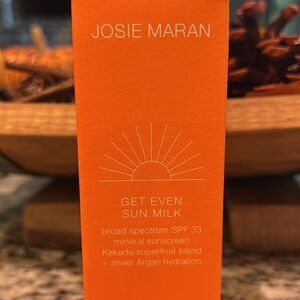 JOSIE MARAN
GET EVEN
SUN MILK
broad spectrum SPF 33
mineral sunscreen
Kakadu superfruit blend
+ sheer Argan hydration